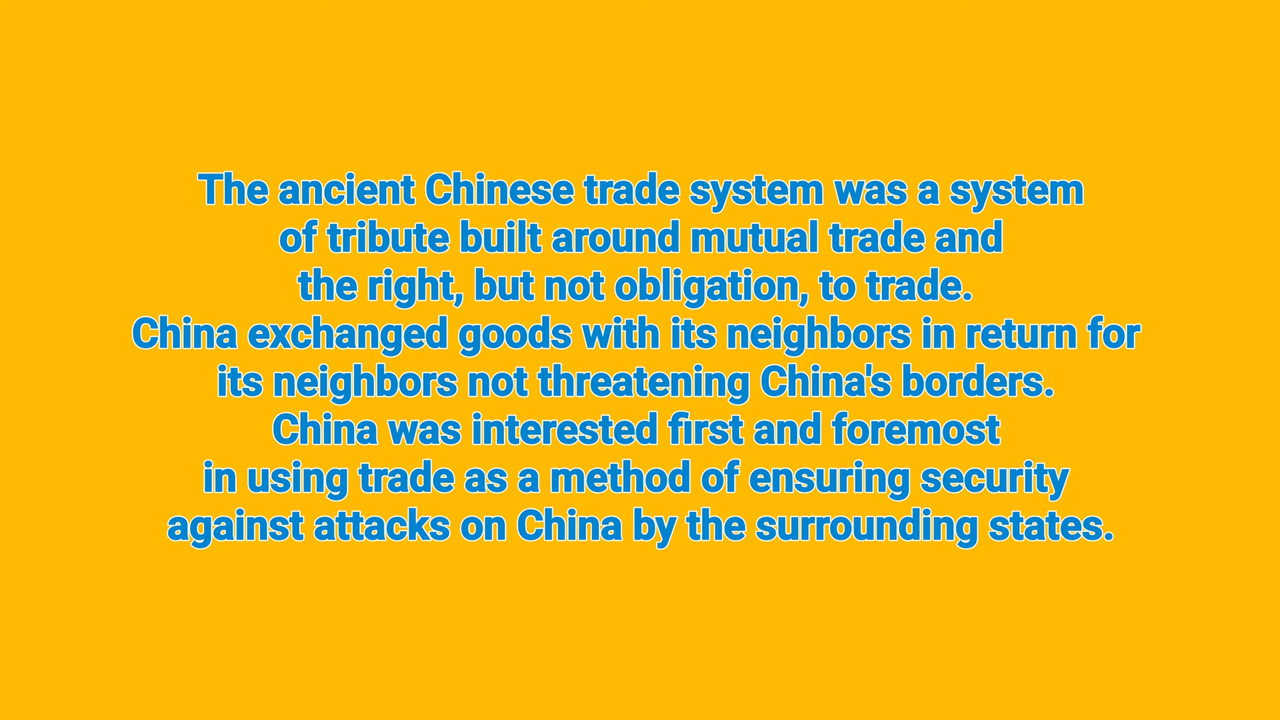 The ancient Chinese trade system was a system
of tribute built around mutual trade and
the right, but not obligation, to trade.
China exchanged goods with its neighbors in return for
its neighbors not threatening China's borders.
China was interested first and foremost
in using trade as a method of ensuring security
against attacks on China by the surrounding states.